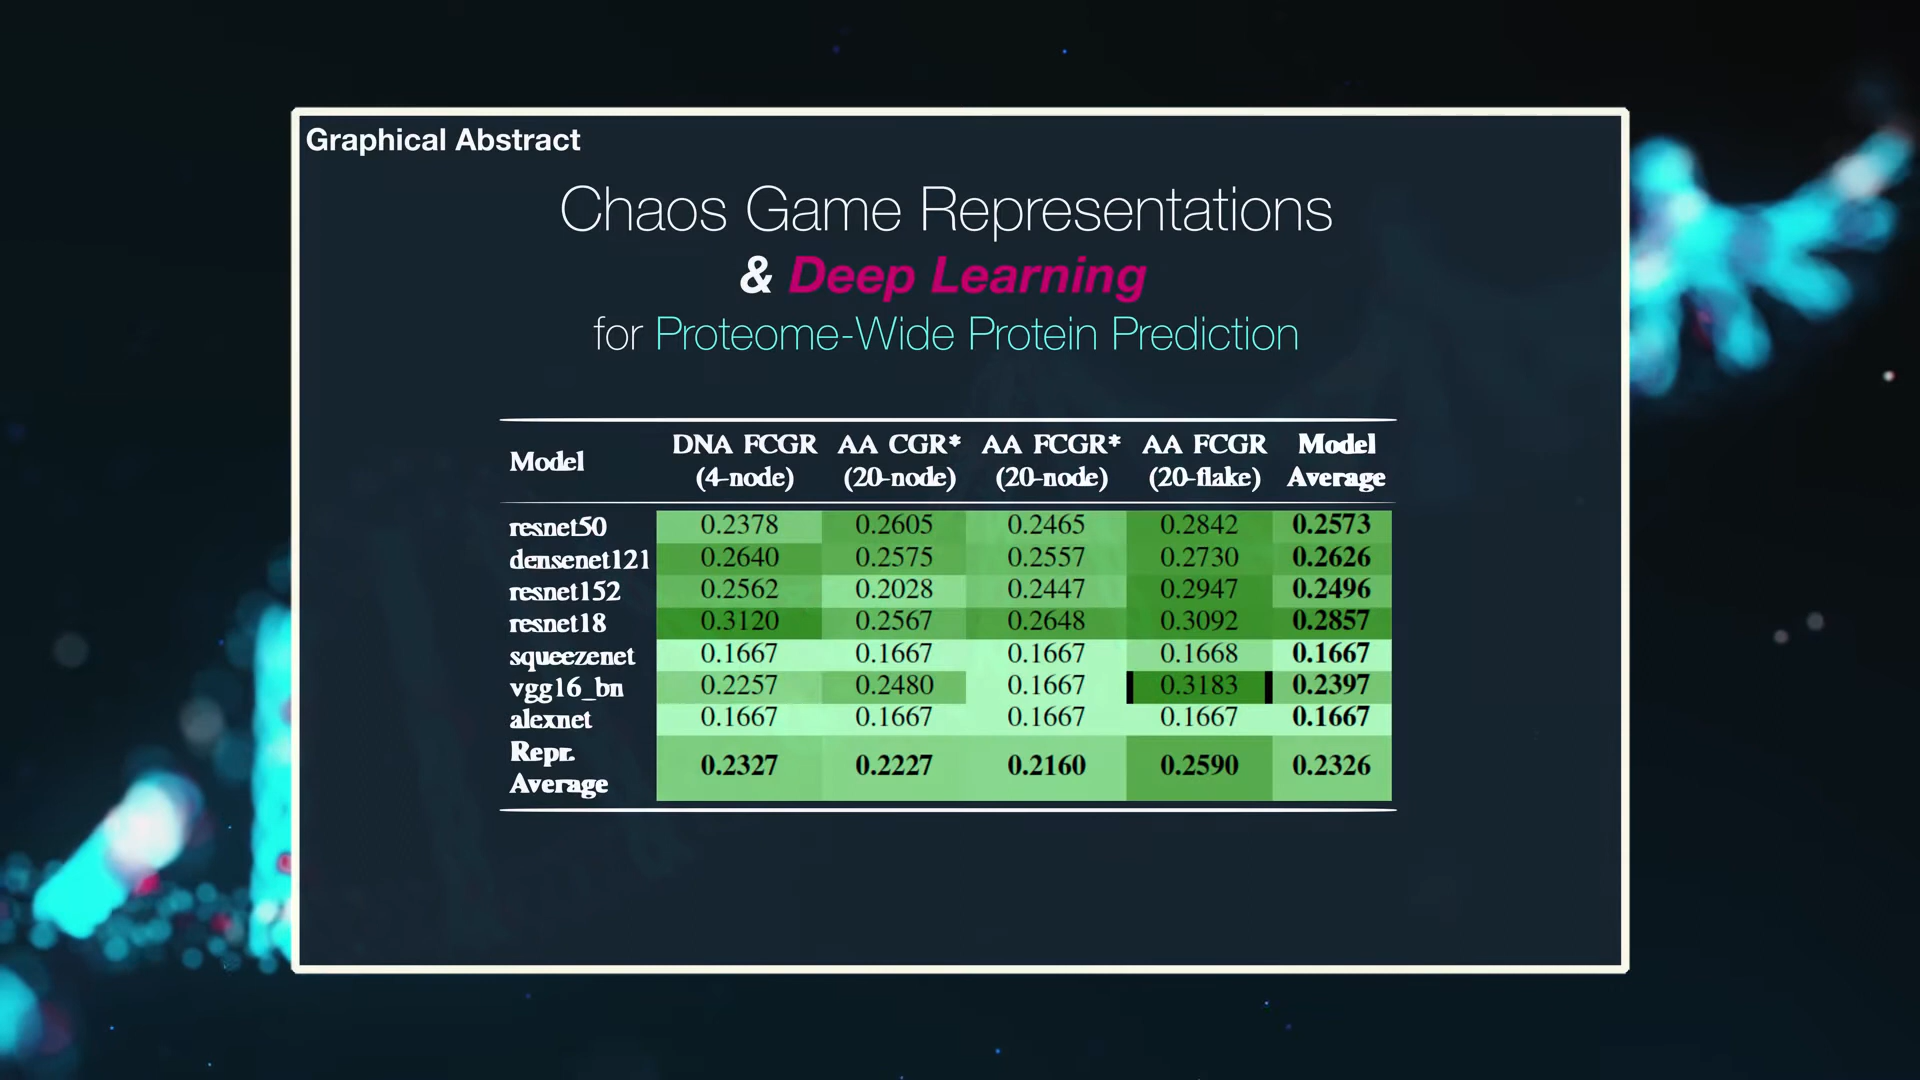 Graphical Abstract
Chaos Game Representations
& Deep Learning
for Proteome-Wide Protein Prediction
Model DNA FCGR (4-node) AA CGR* (20-node) AA FCGR* (20-node) AA FCGR (20-flake) Model Average
resnet50 0.2378 0.2605 0.2465 0.2842 0.2573
densenet121 0.2640 0.2575 0.2557 0.2730 0.2626
resnet152 0.2562 0.2028 0.2447 0.2947 0.2496
resnet18 0.3120 0.2567 0.2648 0.3092 0.2857
squeezenet 0.1667 0.1667 0.1667 0.1668 0.1667
vgg16_bn 0.2257 0.2480 0.1667 0.3183 0.2397
alexnet 0.1667 0.1667 0.1667 0.1667 0.1667
Repr. Average 0.2327 0.2227 0.2160 0.2590 0.2326